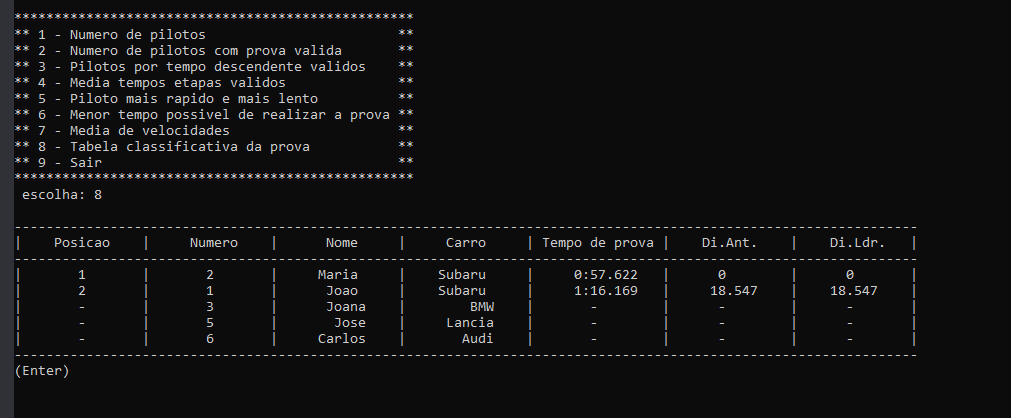 **************************************************
** 1 - Numero de pilotos                        **
** 2 - Numero de pilotos com prova valida       **
** 3 - Pilotos por tempo descendente validos    **
** 4 - Media tempos etapas validos              **
** 5 - Piloto mais rapido e mais lento          **
** 6 - Menor tempo possivel de realizar a prova **
** 7 - Media de velocidades                     **
** 8 - Tabela classificativa da prova           **
** 9 - Sair                                     **
**************************************************
 escolha: 8
-----------------------------------------------------------------------------------------------------------------
|    Posicao    |     Numero    |      Nome     |     Carro     | Tempo de prova |    Di.Ant.    |    Di.Ldr.   |
-----------------------------------------------------------------------------------------------------------------
|       1       |       2       |     Maria     |    Subaru     |     0:57.622   |      0        |      0       |
|       2       |       1       |      Joao     |    Subaru     |     1:16.169   |     18.547    |    18.547    |
|       -       |       3       |      Joana    |        BMW    |       -        |      -        |      -       |
|       -       |       5       |       Jose    |     Lancia    |       -        |      -        |      -       |
|       -       |       6       |     Carlos    |       Audi    |       -        |      -        |      -       |
-----------------------------------------------------------------------------------------------------------------
(Enter)